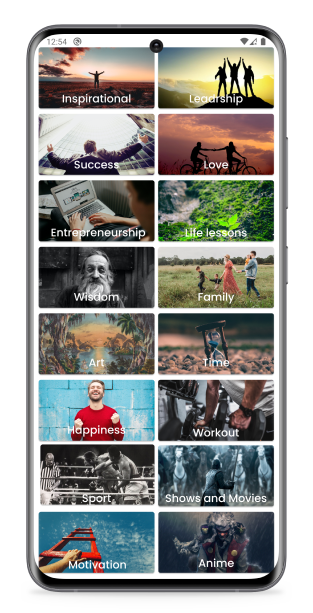 12:54
Inspirational
Leadrship
Success
Love
Entrepreneurship
Life lessons
Wisdom
Family
Art
Time
Happiness
Workout
Sport
Shows and Movies
Motivation
Anime